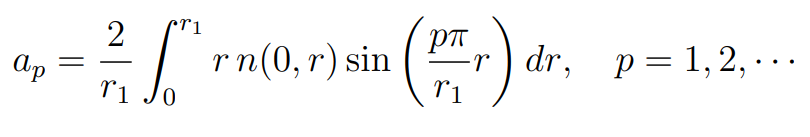 a_p = \frac{2}{r_1} \int_0^{r_1} r\, n(0, r) \sin\left(\frac{p\pi}{r_1} r\right) dr, \quad p = 1, 2, \cdots